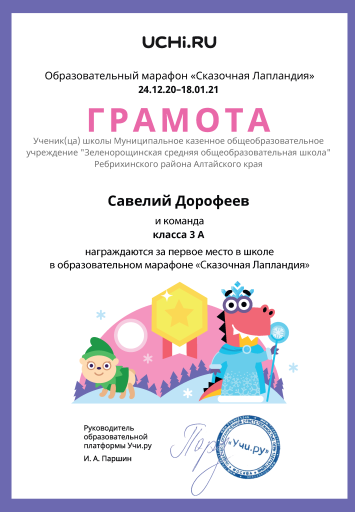 UCHi.RU
Образовательный марафон «Сказочная Лапландия»
24.12.20–18.01.21
ГРАМОТА
Ученик(ца) школы Муниципальное казенное общеобразовательное
учреждение "Зеленорощинская средняя общеобразовательная школа"
Ребрихинского района Алтайского края
Савелий Дорофеев
и команда
класса 3 А
награждаются за первое место в школе
в образовательном марафоне «Сказочная Лапландия»
Руководитель
образовательной
платформы Учи.ру
И. А. Паршин
«Учи.ру»